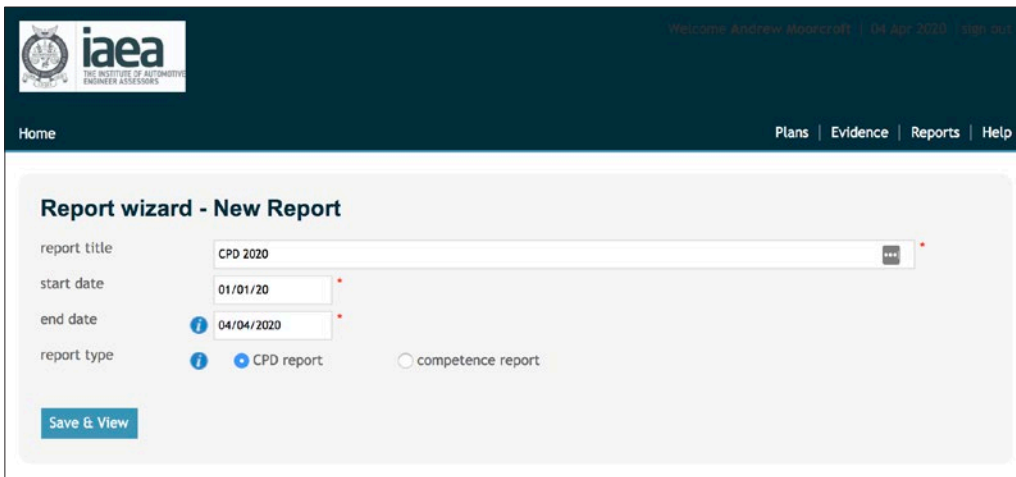 Welcome Andrew Moorcroft | 04 Apr 2020 | sign out
iaea
THE INSTITUTE OF AUTOMOTIVE
ENGINEER ASSESSORS
Home
Plans | Evidence | Reports | Help
Report wizard - New Report
report title CPD 2020 *
start date 01/01/20 *
end date i 04/04/2020 *
report type i CPD report competence report
Save & View